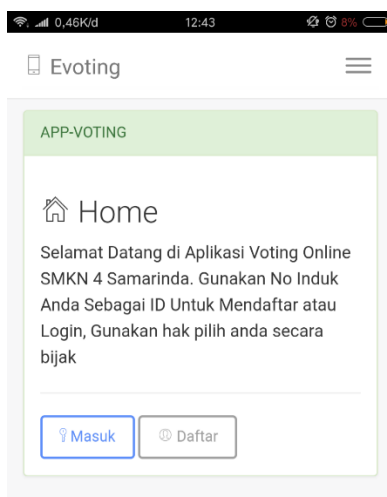 0,46K/d 12:43 8%
Evoting
APP-VOTING
Home
Selamat Datang di Aplikasi Voting Online
SMKN 4 Samarinda. Gunakan No Induk
Anda Sebagai ID Untuk Mendaftar atau
Login, Gunakan hak pilih anda secara
bijak
Masuk Daftar